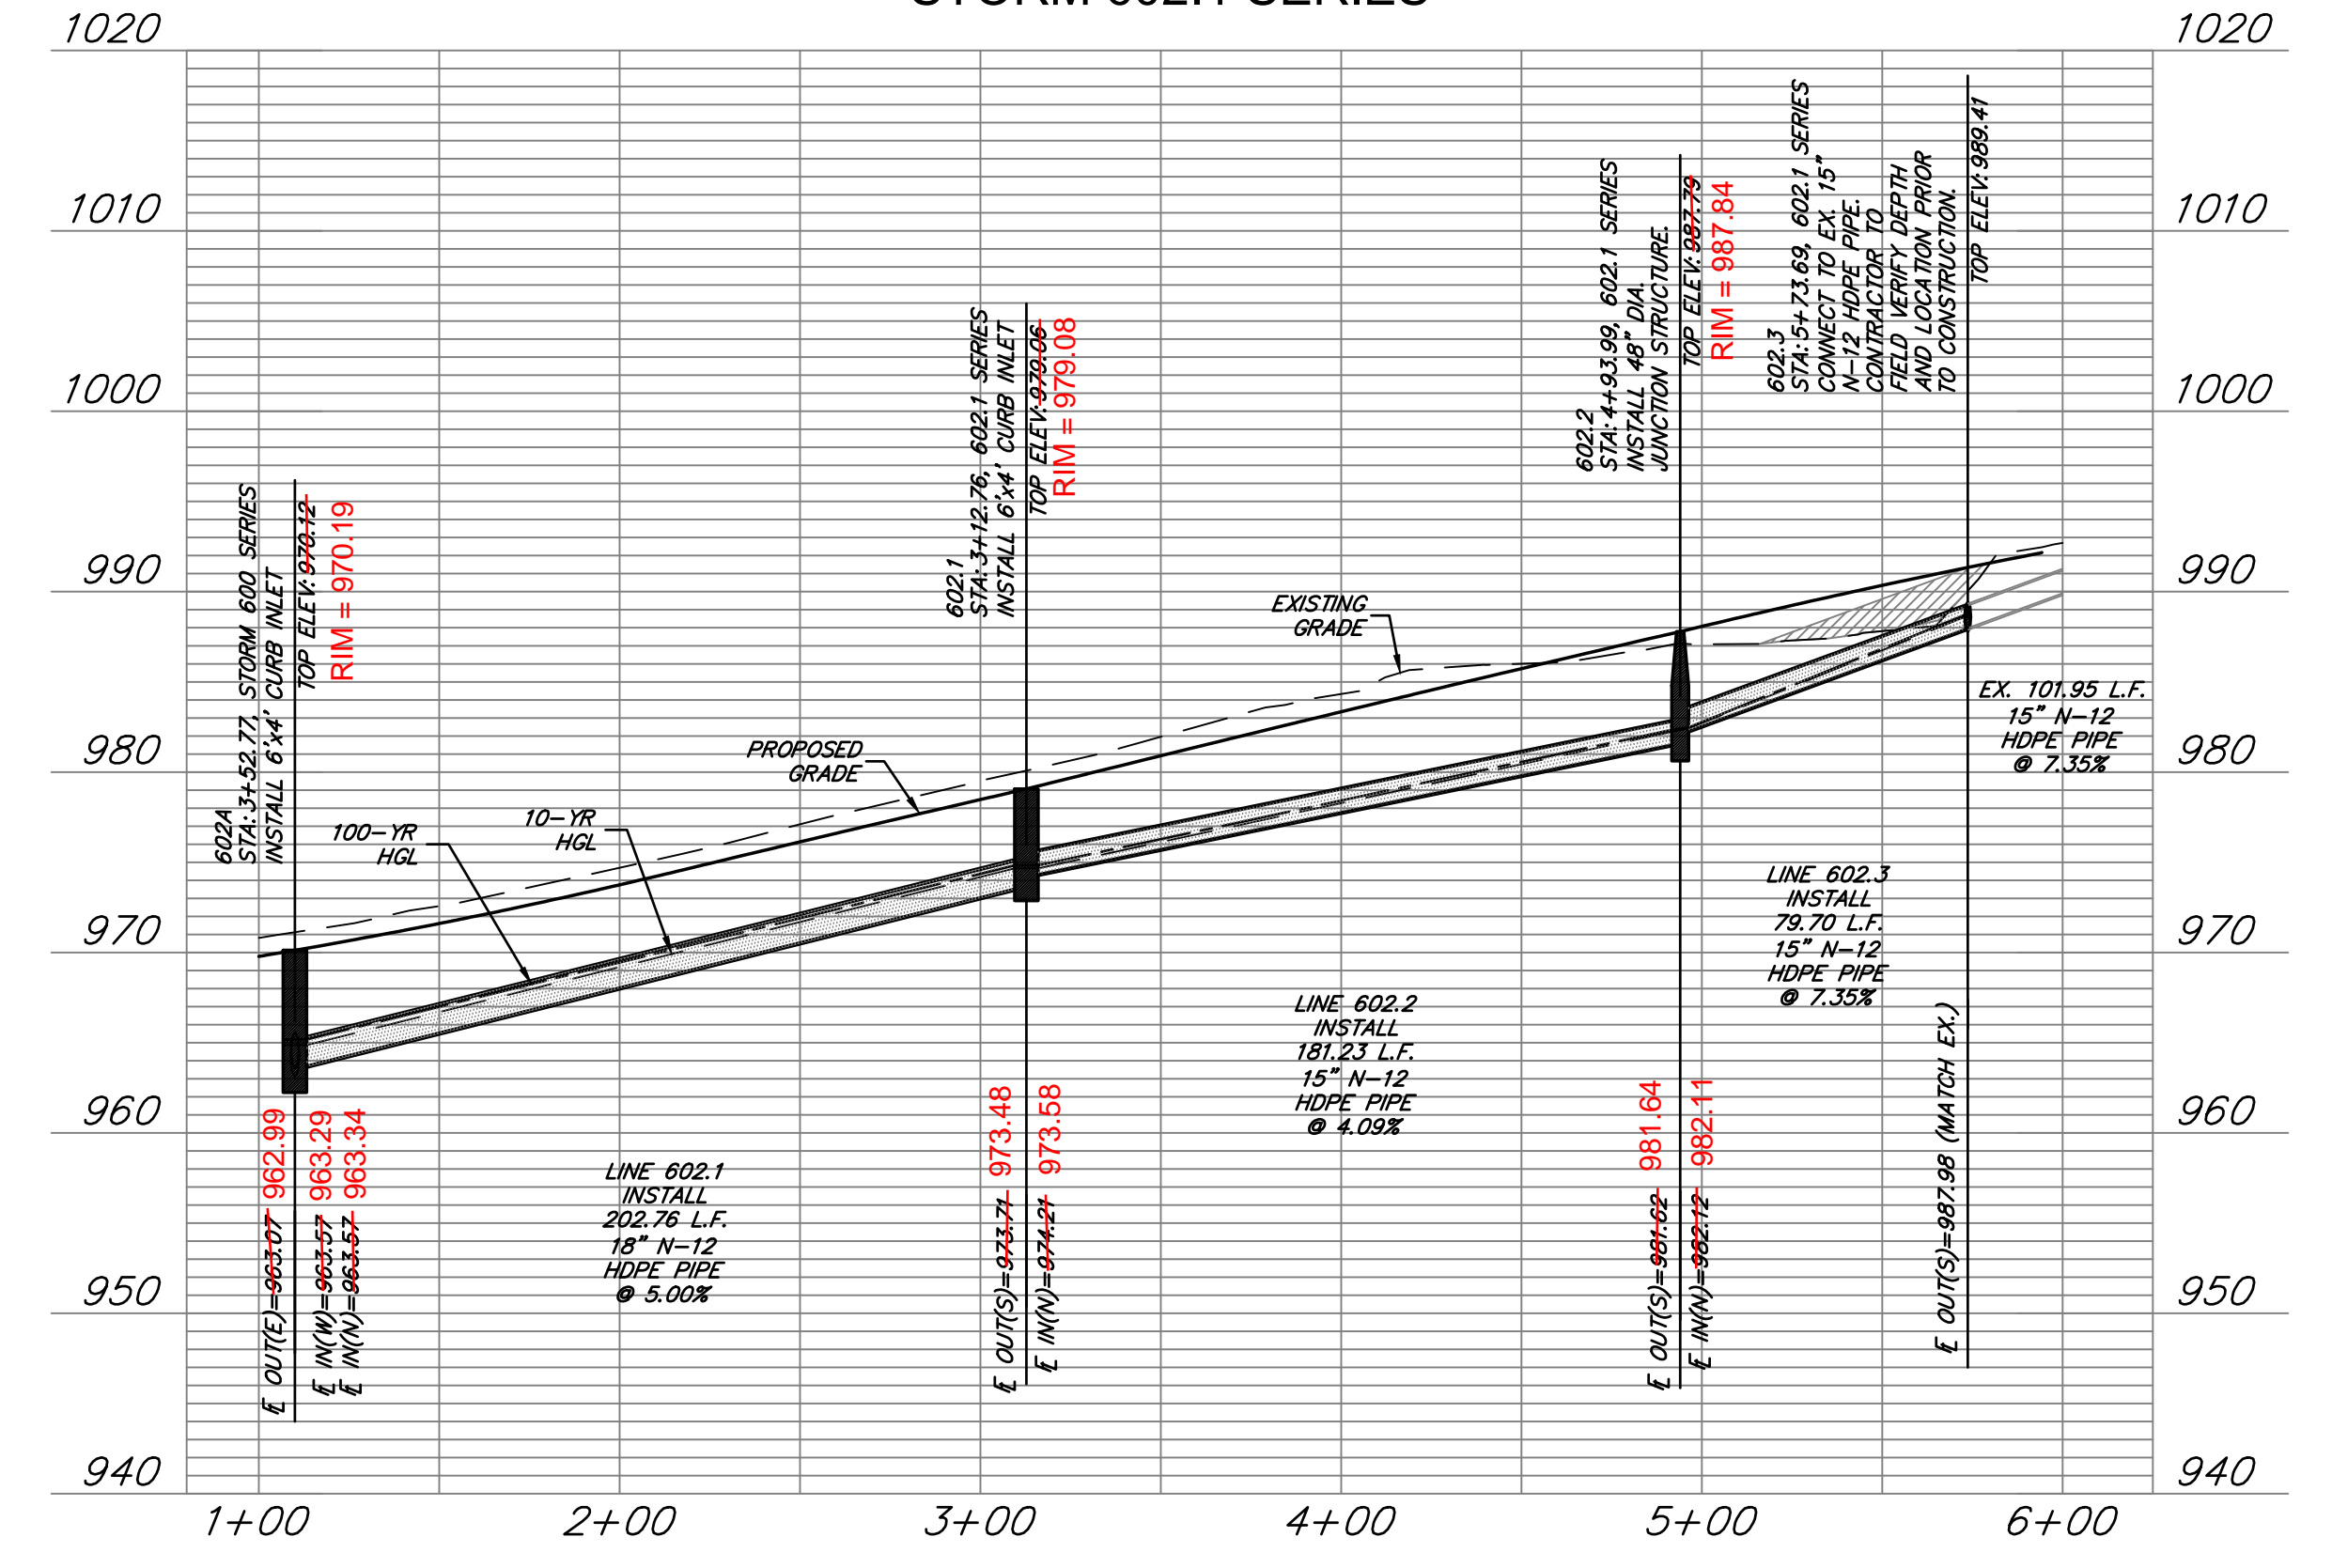 1020
1020
1010
1010
1000
1000
990
990
980
980
970
970
960
960
950
950
940
940
1+00
2+00
3+00
4+00
5+00
6+00
602A
STA:3+52.77, STORM 600 SERIES
INSTALL 6'x4' CURB INLET
TOP ELEV:970.12
RIM = 970.19
602.1
STA:3+12.76, 602.1 SERIES
INSTALL 6'x4' CURB INLET
TOP ELEV:979.06
RIM = 979.08
602.2
STA:4+93.99, 602.1 SERIES
INSTALL 48" DIA.
JUNCTION STRUCTURE.
TOP ELEV:987.79
RIM = 987.84
602.3
STA:5+73.69, 602.1 SERIES
CONNECT TO EX. 15"
N-12 HDPE PIPE.
CONTRACTOR TO
FIELD VERIFY DEPTH
AND LOCATION PRIOR
TO CONSTRUCTION.
TOP ELEV:989.41
EXISTING
GRADE
PROPOSED
GRADE
100-YR
HGL
10-YR
HGL
EX. 101.95 L.F.
15" N-12
HDPE PIPE
@ 7.35%
LINE 602.3
INSTALL
79.70 L.F.
15" N-12
HDPE PIPE
@ 7.35%
LINE 602.2
INSTALL
181.23 L.F.
15" N-12
HDPE PIPE
@ 4.09%
LINE 602.1
INSTALL
202.76 L.F.
18" N-12
HDPE PIPE
@ 5.00%
FL OUT(E)=963.07 962.99
FL IN(W)=963.57 963.29
FL IN(N)=963.57 963.34
FL OUT(S)=973.71 973.48
FL IN(N)=974.21 973.58
FL OUT(S)=981.62 981.64
FL IN(N)=982.12 982.11
FL OUT(S)=987.98 (MATCH EX.)